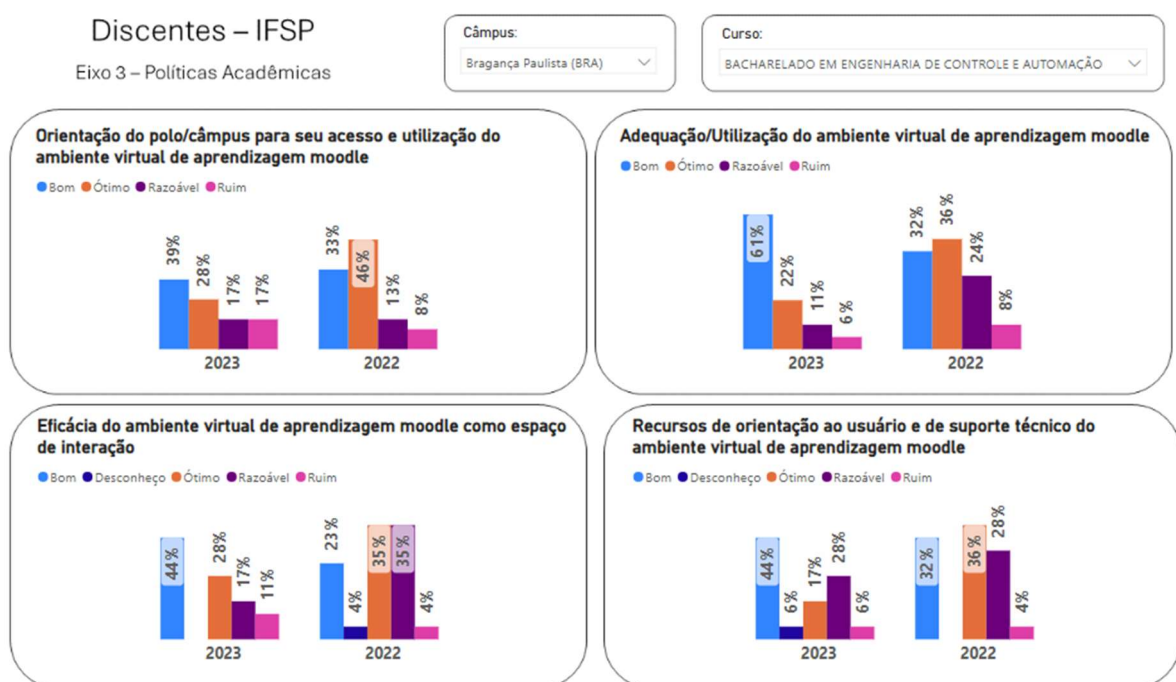 Discentes – IFSP
Eixo 3 – Políticas Acadêmicas
Câmpus:
Bragança Paulista (BRA)
Curso:
BACHARELADO EM ENGENHARIA DE CONTROLE E AUTOMAÇÃO
Orientação do polo/câmpus para seu acesso e utilização do
ambiente virtual de aprendizagem moodle
Bom Ótimo Razoável Ruim
39% 28% 17% 17%
33% 46% 13% 8%
2023 2022
Adequação/Utilização do ambiente virtual de aprendizagem moodle
Bom Ótimo Razoável Ruim
61% 22% 11% 6%
32% 36% 24% 8%
2023 2022
Eficácia do ambiente virtual de aprendizagem moodle como espaço
de interação
Bom Desconheço Ótimo Razoável Ruim
44% 28% 17% 11%
23% 4% 35% 35% 4%
2023 2022
Recursos de orientação ao usuário e de suporte técnico do
ambiente virtual de aprendizagem moodle
Bom Desconheço Ótimo Razoável Ruim
44% 6% 17% 28% 6%
32% 36% 28% 4%
2023 2022